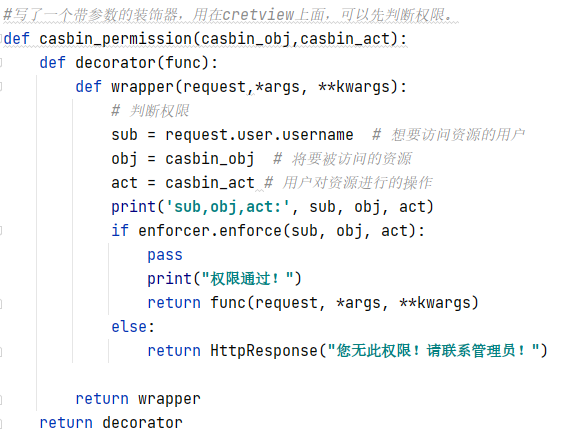 #写了一个带参数的装饰器，用在cretview上面，可以先判断权限.
def casbin_permission(casbin_obj,casbin_act):
    def decorator(func):
        def wrapper(request,*args, **kwargs):
            # 判断权限
            sub = request.user.username  # 想要访问资源的用户
            obj = casbin_obj  # 将要被访问的资源
            act = casbin_act # 用户对资源进行的操作
            print('sub,obj,act:', sub, obj, act)
            if enforcer.enforce(sub, obj, act):
                pass
                print("权限通过！")
                return func(request, *args, **kwargs)
            else:
                return HttpResponse("您无此权限！请联系管理员！")
        return wrapper
    return decorator